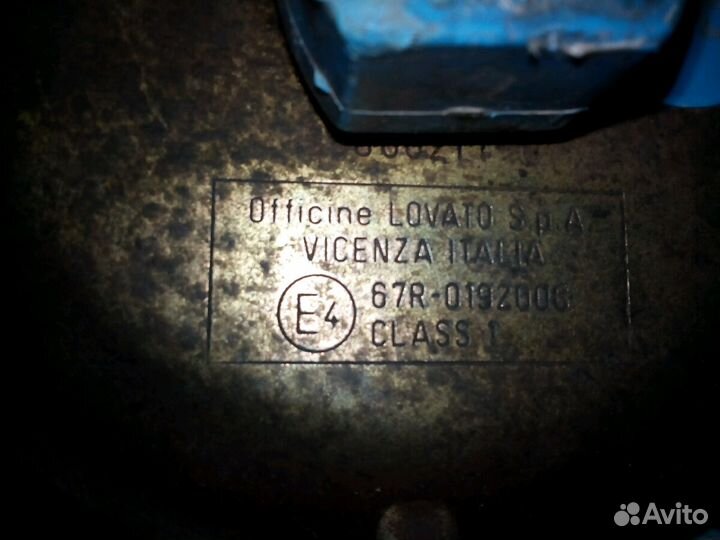 Officine LOVATO S.p.A.
VICENZA ITALIA
E4
67R-0192006
CLASS 1
Avito